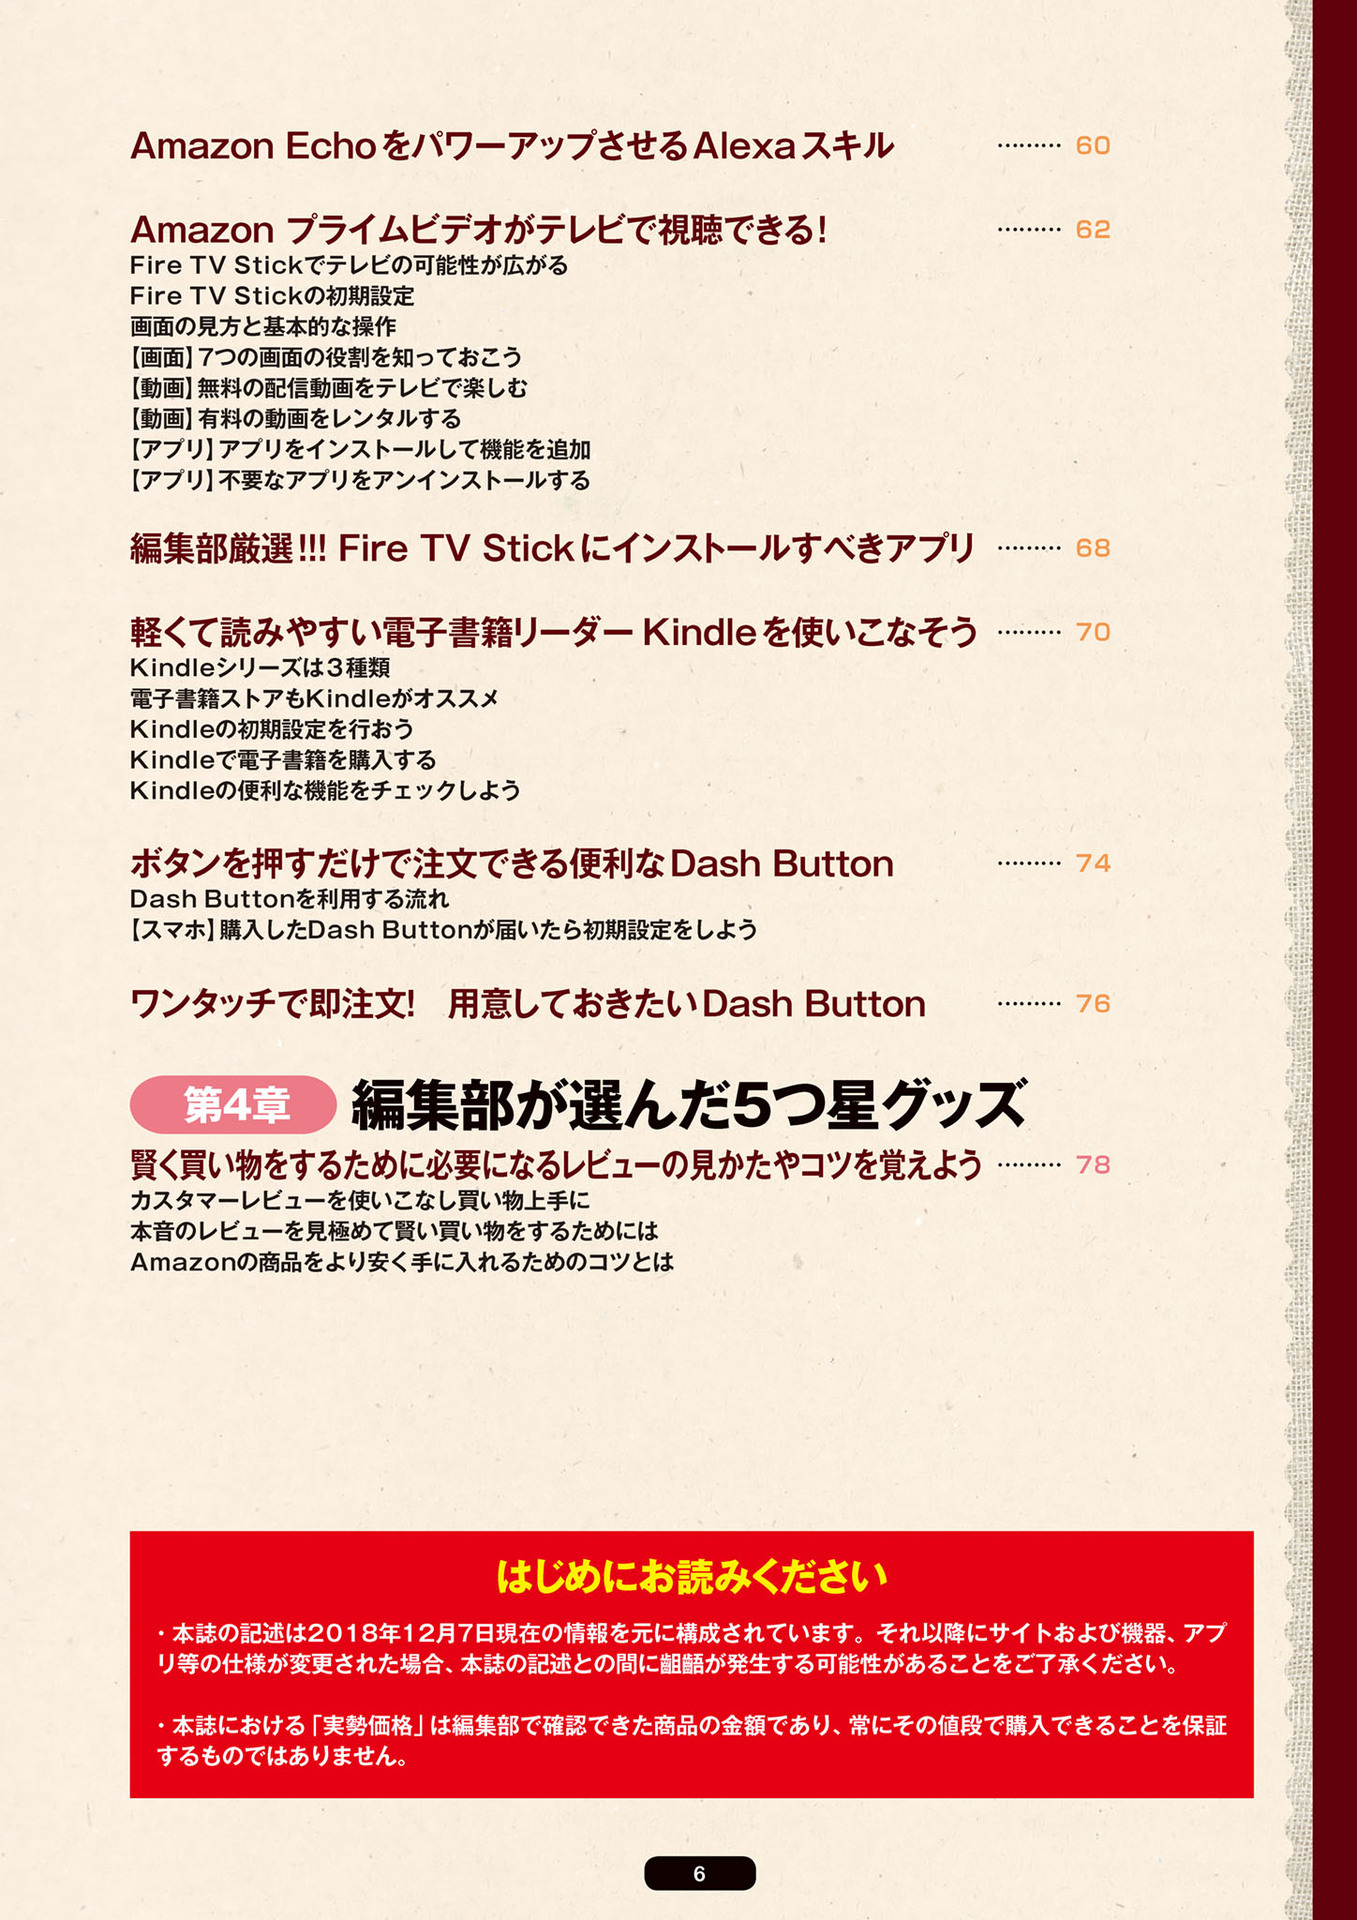 Amazon EchoをパワーアップさせるAlexaスキル ……… 60
Amazon プライムビデオがテレビで視聴できる! ……… 62
Fire TV Stickでテレビの可能性が広がる
Fire TV Stickの初期設定
画面の見方と基本的な操作
【画面】7つの画面の役割を知っておこう
【動画】無料の配信動画をテレビで楽しむ
【動画】有料の動画をレンタルする
【アプリ】アプリをインストールして機能を追加
【アプリ】不要なアプリをアンインストールする
編集部厳選!!! Fire TV Stickにインストールすべきアプリ ……… 68
軽くて読みやすい電子書籍リーダー Kindleを使いこなそう ……… 70
Kindleシリーズは3種類
電子書籍ストアもKindleがオススメ
Kindleの初期設定を行おう
Kindleで電子書籍を購入する
Kindleの便利な機能をチェックしよう
ボタンを押すだけで注文できる便利なDash Button ……… 74
Dash Buttonを利用する流れ
【スマホ】購入したDash Buttonが届いたら初期設定をしよう
ワンタッチで即注文!　用意しておきたいDash Button ……… 76
第4章 編集部が選んだ5つ星グッズ
賢く買い物をするために必要になるレビューの見かたやコツを覚えよう ……… 78
カスタマーレビューを使いこなし買い物上手に
本音のレビューを見極めて賢い買い物をするためには
Amazonの商品をより安く手に入れるためのコツとは
はじめにお読みください
・本誌の記述は2018年12月7日現在の情報を元に構成されています。それ以降にサイトおよび機器、アプ
リ等の仕様が変更された場合、本誌の記述との間に齟齬が発生する可能性があることをご了承ください。
・本誌における「実勢価格」は編集部で確認できた商品の金額であり、常にその値段で購入できることを保証
するものではありません。
6